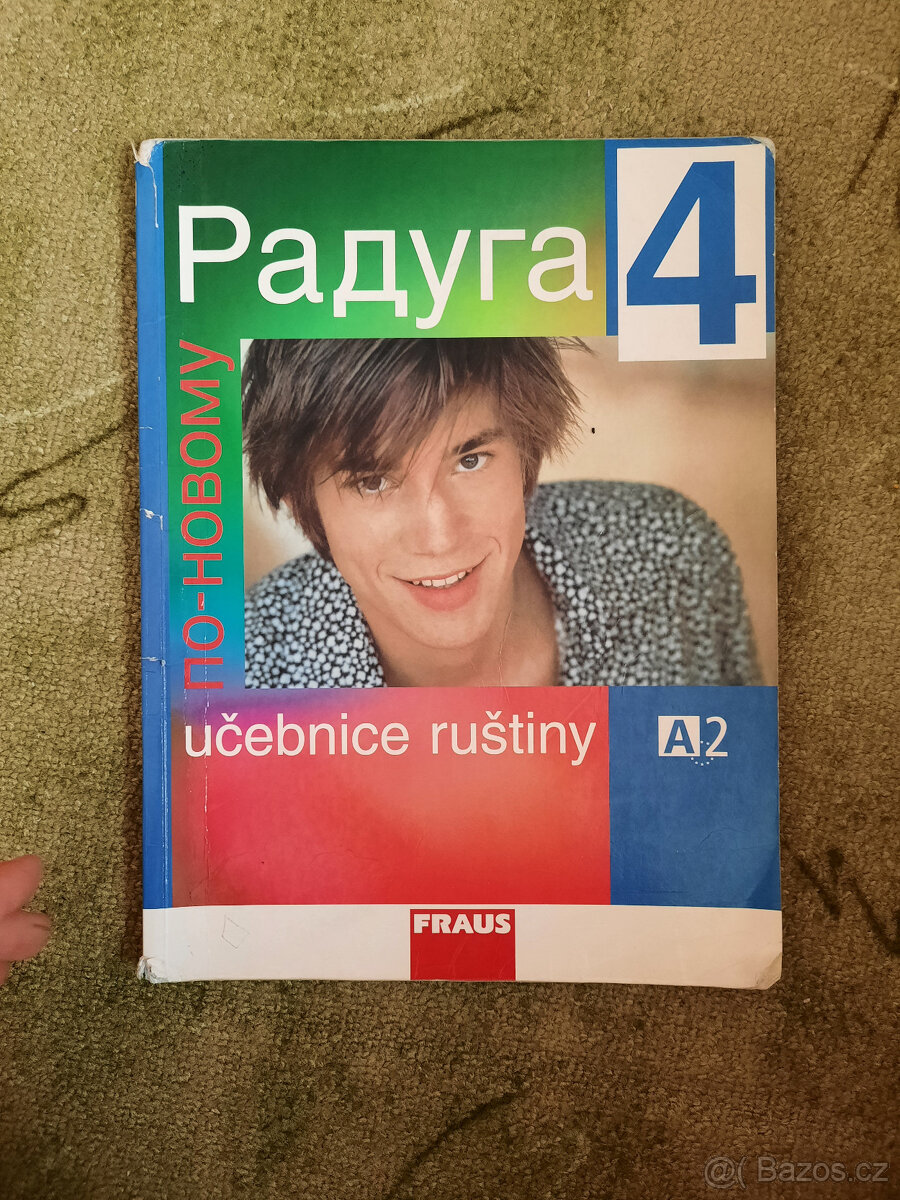 Радуга
4
по-новому
učebnice ruštiny
A2
FRAUS
@( Bazos.cz